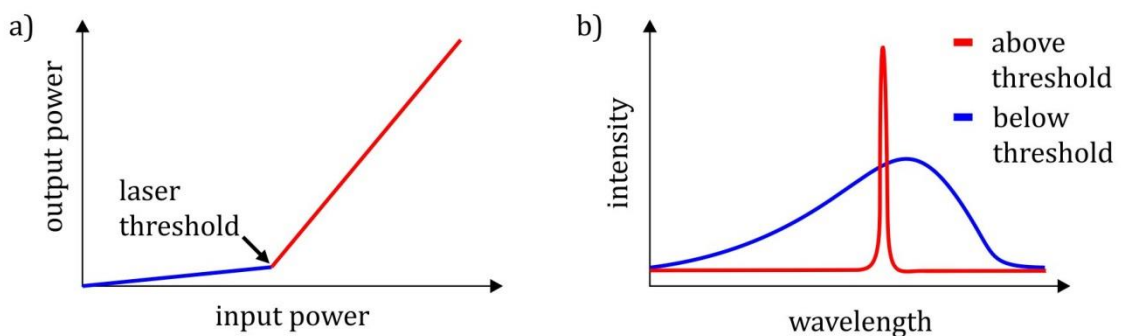 a)
output power
laser
threshold
input power
b)
intensity
above
threshold
below
threshold
wavelength